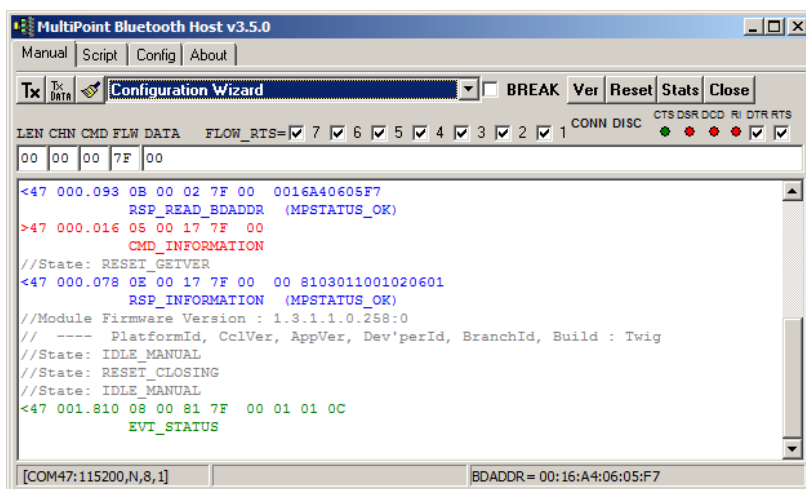 MultiPoint Bluetooth Host v3.5.0
Manual Script Config About
Tx Tx DATA Configuration Wizard BREAK Ver Reset Stats Close
LEN CHN CMD FLW DATA FLOW_RTS= 7 6 5 4 3 2 1 CONN DISC CTS DSR DCD RI DTR RTS
00 00 00 7F 00
<47 000.093 0B 00 02 7F 00 0016A40605F7
RSP_READ_BDADDR (MPSTATUS_OK)
>47 000.016 05 00 17 7F 00
CMD_INFORMATION
//State: RESET_GETVER
<47 000.078 0E 00 17 7F 00 00 8103011001020601
RSP_INFORMATION (MPSTATUS_OK)
//Module Firmware Version : 1.3.1.1.0.258:0
// ---- PlatformId, CclVer, AppVer, Dev'perId, BranchId, Build : Twig
//State: IDLE_MANUAL
//State: RESET_CLOSING
//State: IDLE_MANUAL
<47 001.810 08 00 81 7F 00 01 01 0C
EVT_STATUS
[COM47:115200,N,8,1] BDADDR= 00:16:A4:06:05:F7